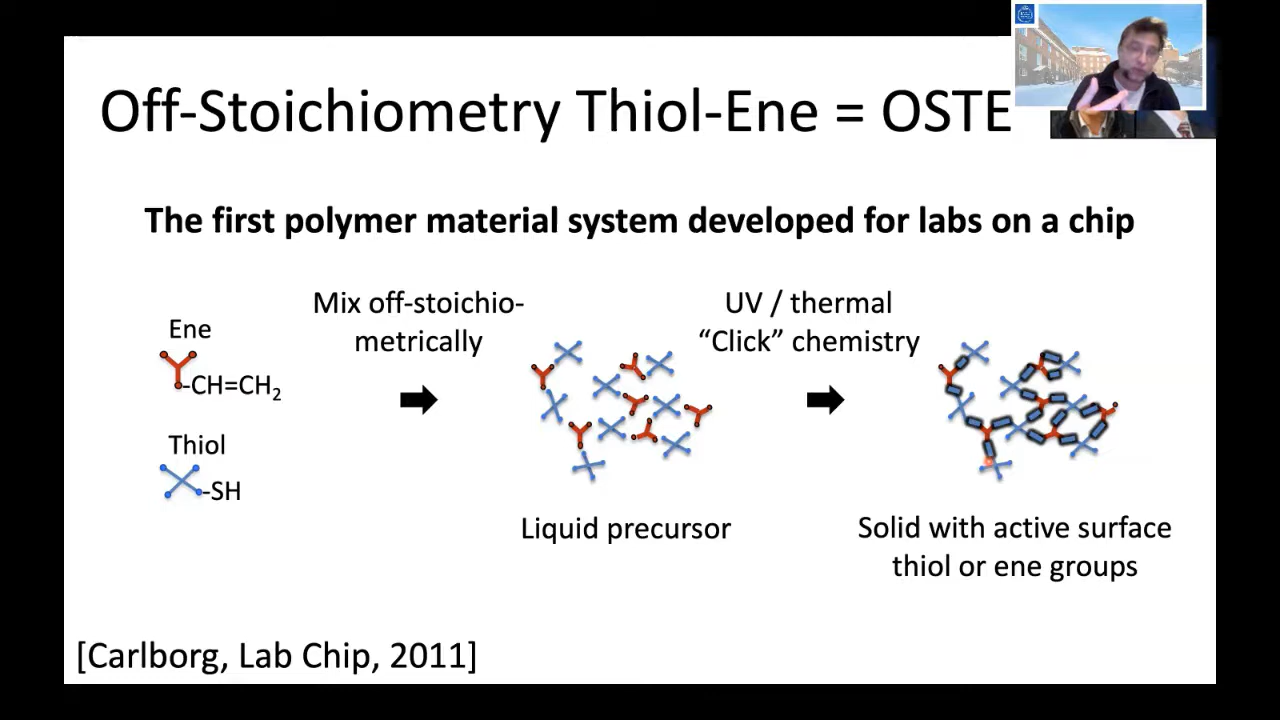 Off-Stoichiometry Thiol-Ene = OSTE
The first polymer material system developed for labs on a chip
Mix off-stoichio-
metrically
UV / thermal
“Click” chemistry
Ene
-CH=CH₂
Thiol
-SH
Liquid precursor
Solid with active surface
thiol or ene groups
[Carlborg, Lab Chip, 2011]